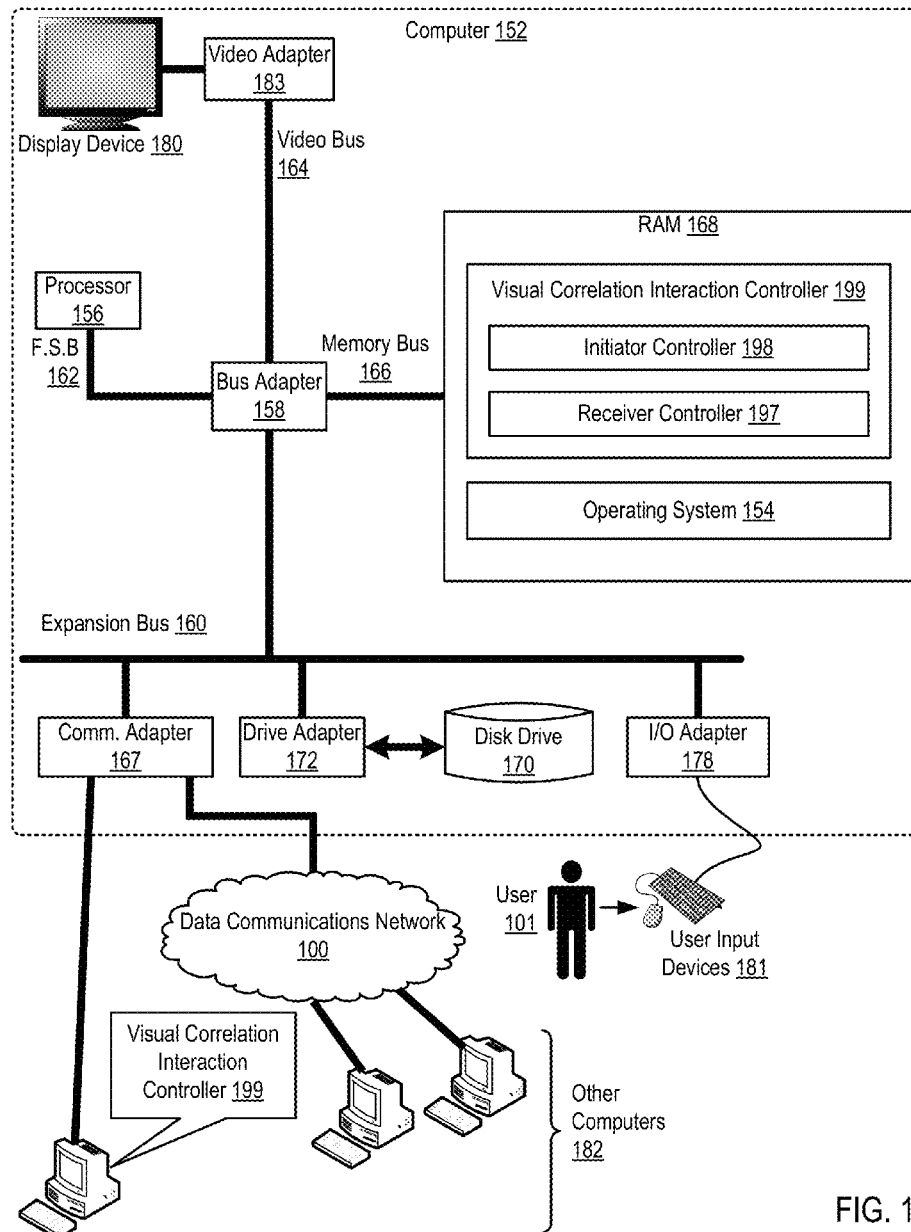 Computer 152
Video Adapter
183
Display Device 180
Video Bus
164
RAM 168
Processor
156
Visual Correlation Interaction Controller 199
Initiator Controller 198
F.S.B
162
Memory Bus
166
Bus Adapter
158
Receiver Controller 197
Operating System 154
Expansion Bus 160
Comm. Adapter
167
Drive Adapter
172
Disk Drive
170
I/O Adapter
178
Data Communications Network
100
User
101
User Input
Devices 181
Visual Correlation
Interaction
Controller 199
Other
Computers
182
FIG. 1